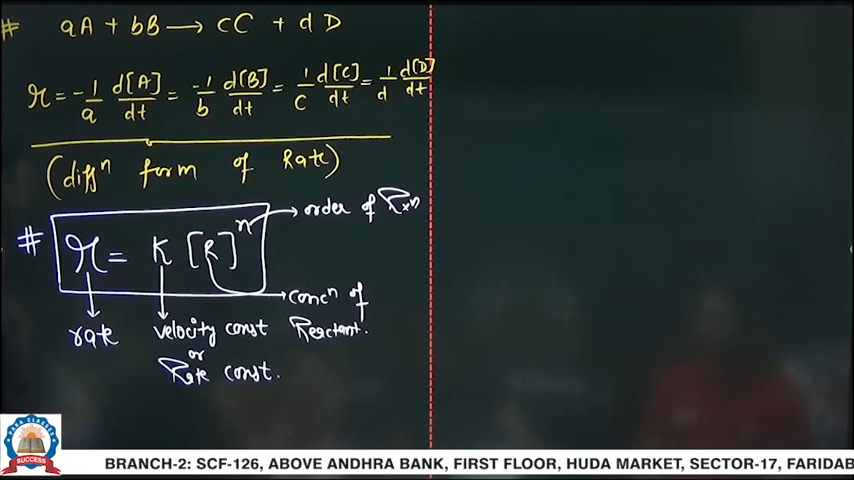 # aA + bB → cC + dD
r = -1/a d[A]/dt = -1/b d[B]/dt = 1/c d[C]/dt = 1/d d[D]/dt
(diffⁿ form of Rate)
# r = K [R]ⁿ → order of Rxⁿ
rate
velocity const
or
Rate const.
concⁿ of
Reactant.
PARA CLASSES
SUCCESS
BRANCH-2: SCF-126, ABOVE ANDHRA BANK, FIRST FLOOR, HUDA MARKET, SECTOR-17, FARIDAB